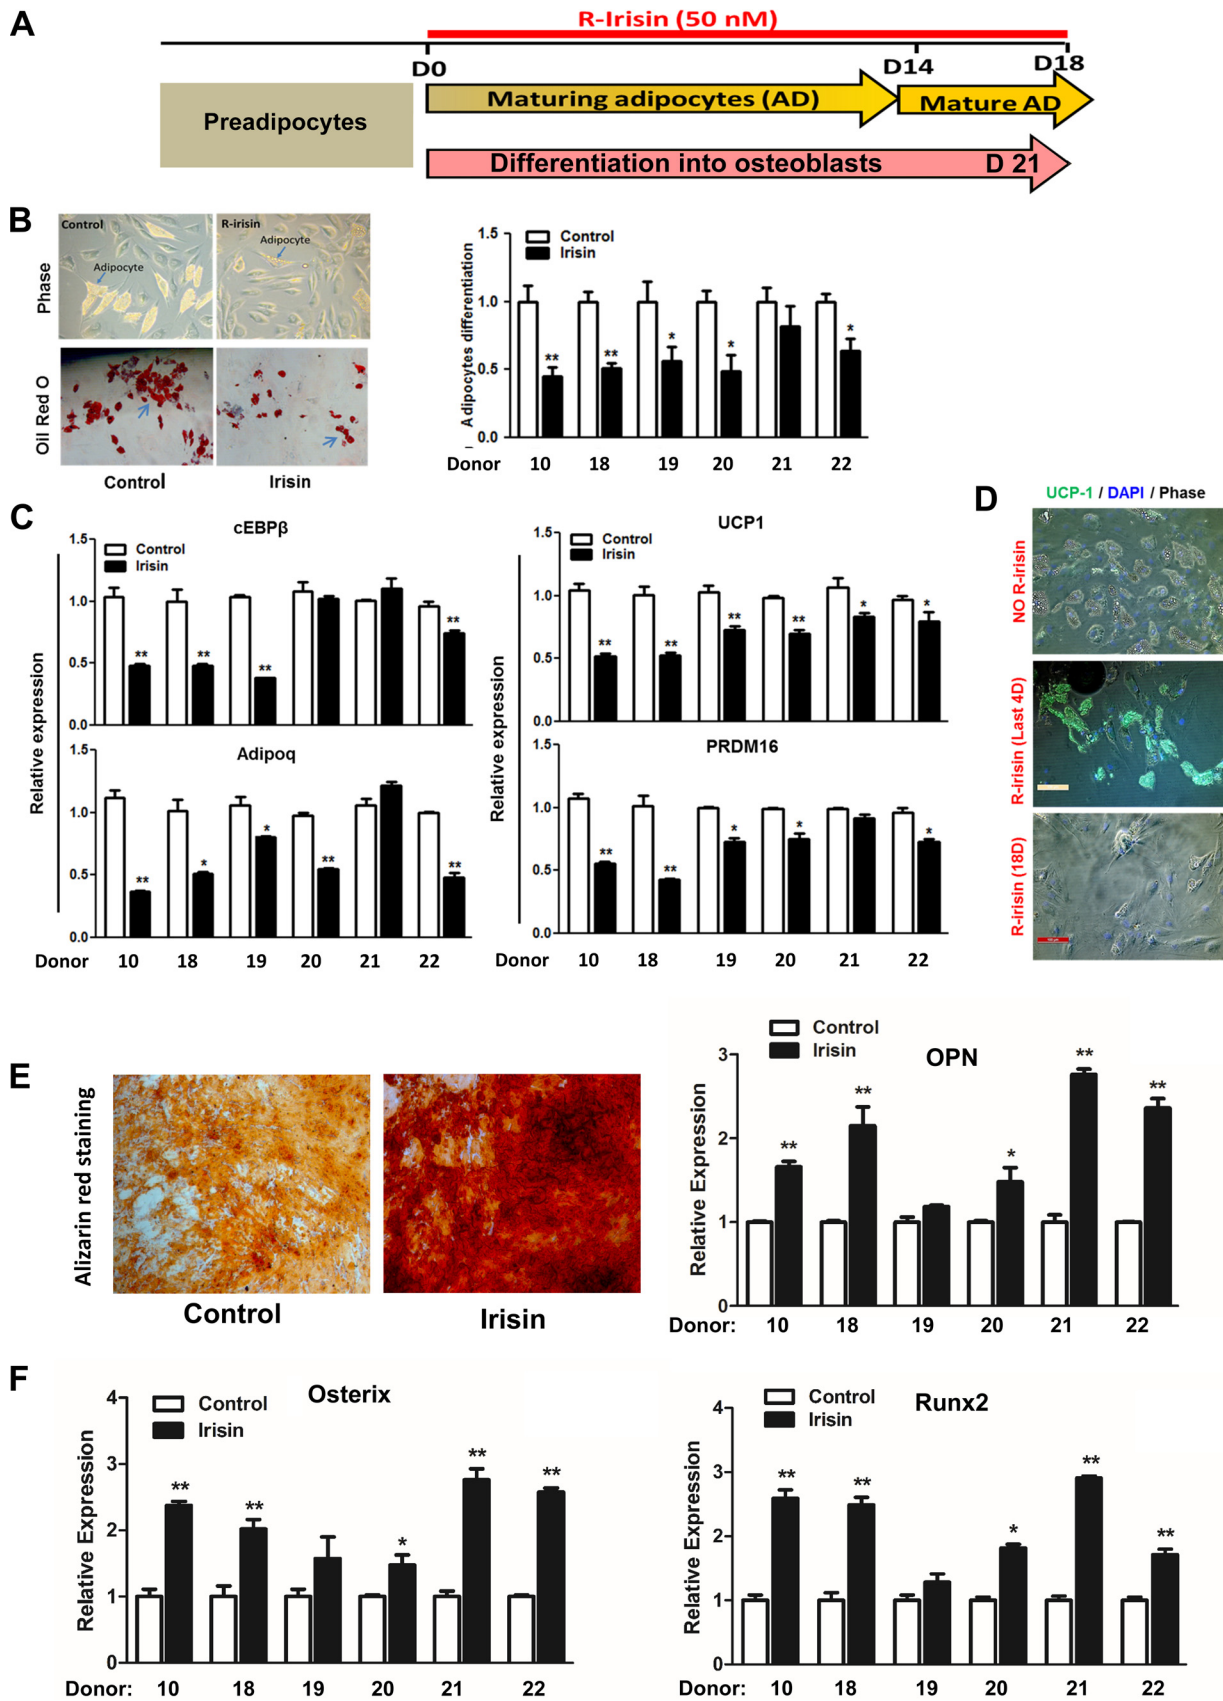 A
R-Irisin (50 nM)
D0
D14
D18
Preadipocytes
Maturing adipocytes (AD)
Mature AD
Differentiation into osteoblasts
D 21
B
Phase
Control
Adipocyte
R-irisin
Adipocyte
Oil Red O
Control
Irisin
Adipocytes differentiation
1.5
1.0
0.5
0.0
Control
Irisin
** ** * * *
Donor 10 18 19 20 21 22
C
Relative expression
cEBPβ
1.5
1.0
0.5
0.0
Control
Irisin
** ** ** **
Adipoq
1.5
1.0
0.5
0.0
** * * ** **
Donor 10 18 19 20 21 22
Relative expression
UCP1
1.5
1.0
0.5
0.0
Control
Irisin
** ** ** ** * *
PRDM16
1.5
1.0
0.5
0.0
** ** * * *
Donor 10 18 19 20 21 22
D
UCP-1 / DAPI / Phase
NO R-irisin
R-irisin (Last 4D)
R-irisin (18D)
E
Alizarin red staining
Control
Irisin
Relative Expression
Control
Irisin
OPN
3
2
1
0
** ** * ** **
Donor: 10 18 19 20 21 22
F
Relative Expression
Control
Irisin
Osterix
4
3
2
1
0
** ** * ** **
Donor: 10 18 19 20 21 22
Relative Expression
Control
Irisin
Runx2
4
3
2
1
0
** ** * ** **
Donor: 10 18 19 20 21 22